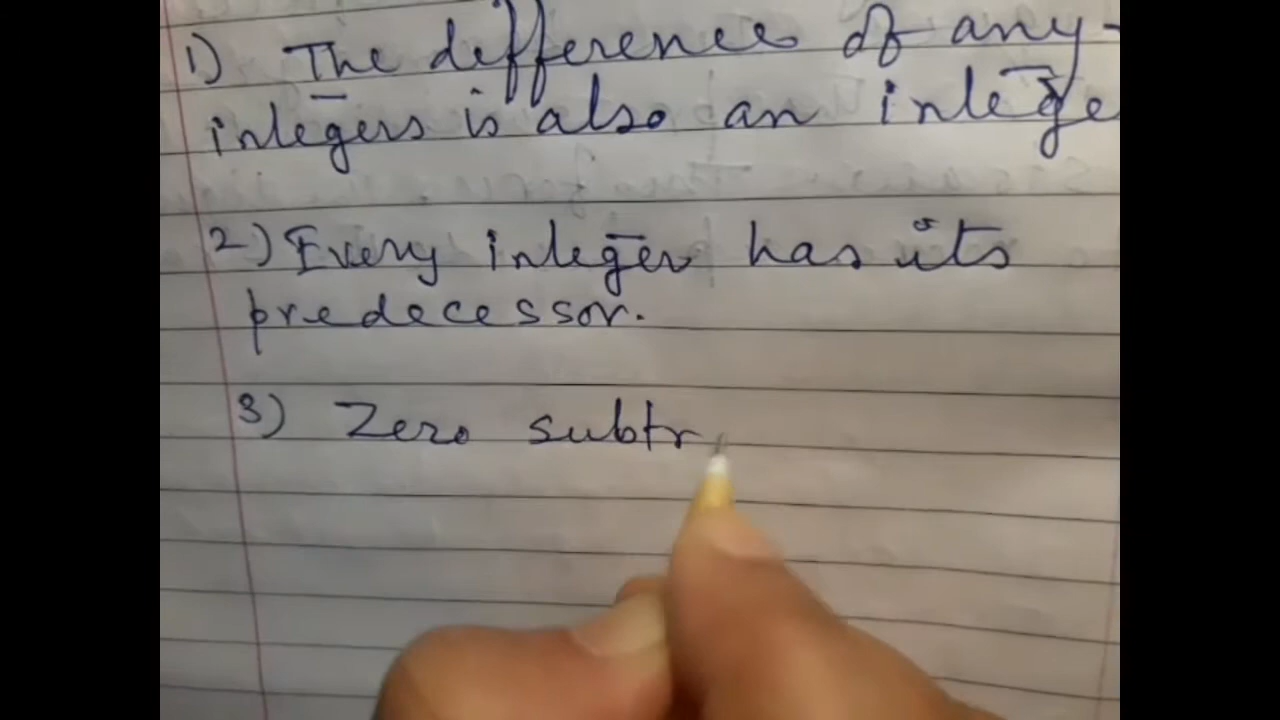 1) The difference of any
integers is also an intege
2) Every integer has its
predecessor.
3) Zero subtr